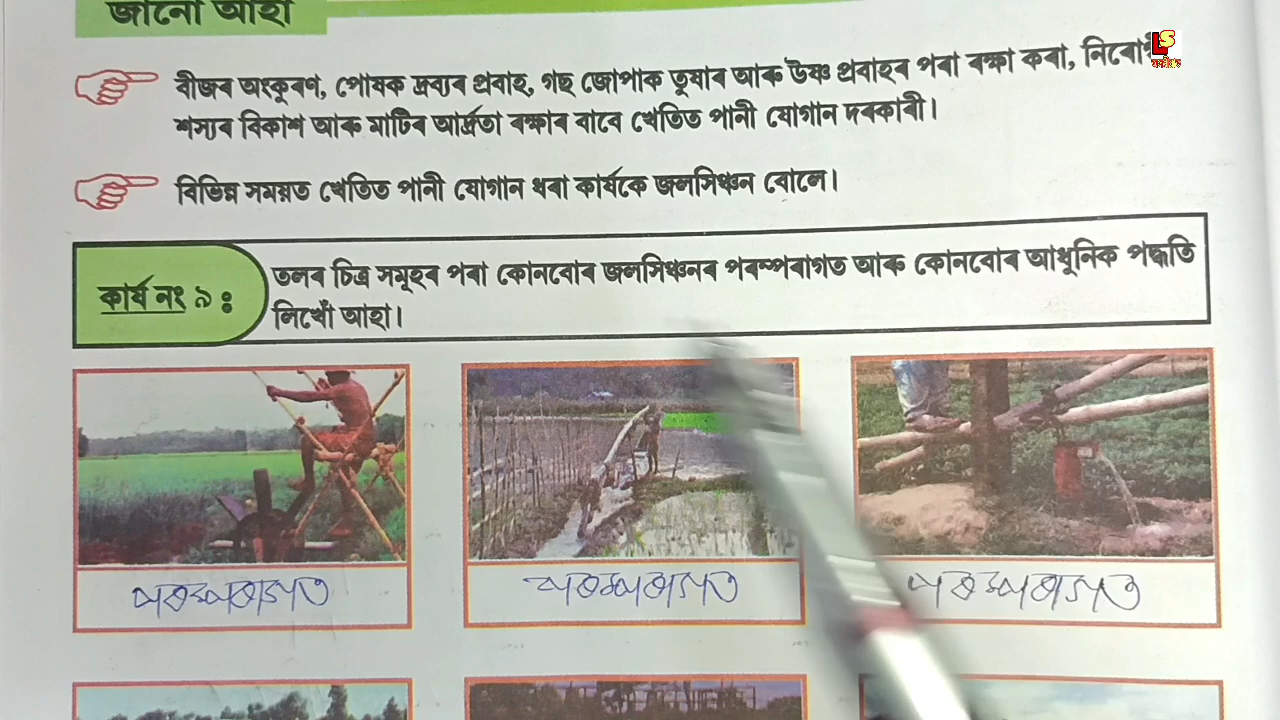 জানো আহা
LS
বীজৰ অংকুৰণ, পোষক দ্ৰব্যৰ প্ৰবাহ, গছ জোপাক তুষাৰ আৰু উষ্ণ প্ৰবাহৰ পৰা ৰক্ষা কৰা,
শস্যৰ বিকাশ আৰু মাটিৰ আৰ্দ্ৰতা ৰক্ষাৰ বাবে খেতিত পানী যোগান দৰকাৰী।
বিভিন্ন সময়ত খেতিত পানী যোগান ধৰা কাৰ্যকে জলসিঞ্চন বোলে।
কাৰ্য নং ৯ :
তলৰ চিত্ৰ সমূহৰ পৰা কোনবোৰ জলসিঞ্চনৰ পৰম্পৰাগত আৰু কোনবোৰ আধুনিক পদ্ধতি
লিখোঁ আহা।
পৰম্পৰাগত
পৰম্পৰাগত
পৰম্পৰাগত